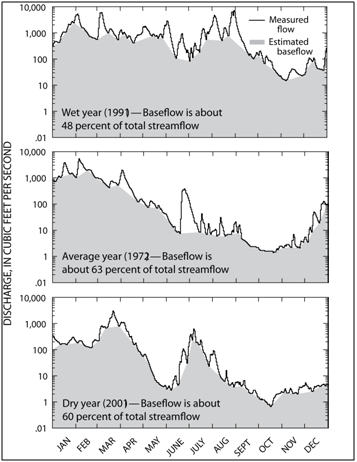 DISCHARGE, IN CUBIC FEET PER SECOND
10,000
1,000
100
10
1
.1
.01
Measured
flow
Estimated
baseflow
Wet year (1991)—Baseflow is about
48 percent of total streamflow
10,000
1,000
100
10
1
.01
Average year (1972—Baseflow is
about 63 percent of total streamflow
10,000
1,000
100
10
1
.01
Dry year (2001)—Baseflow is about
60 percent of total streamflow
JAN
FEB
MAR
APR
MAY
JUNE
JULY
AUG
SEPT
OCT
NOV
DEC